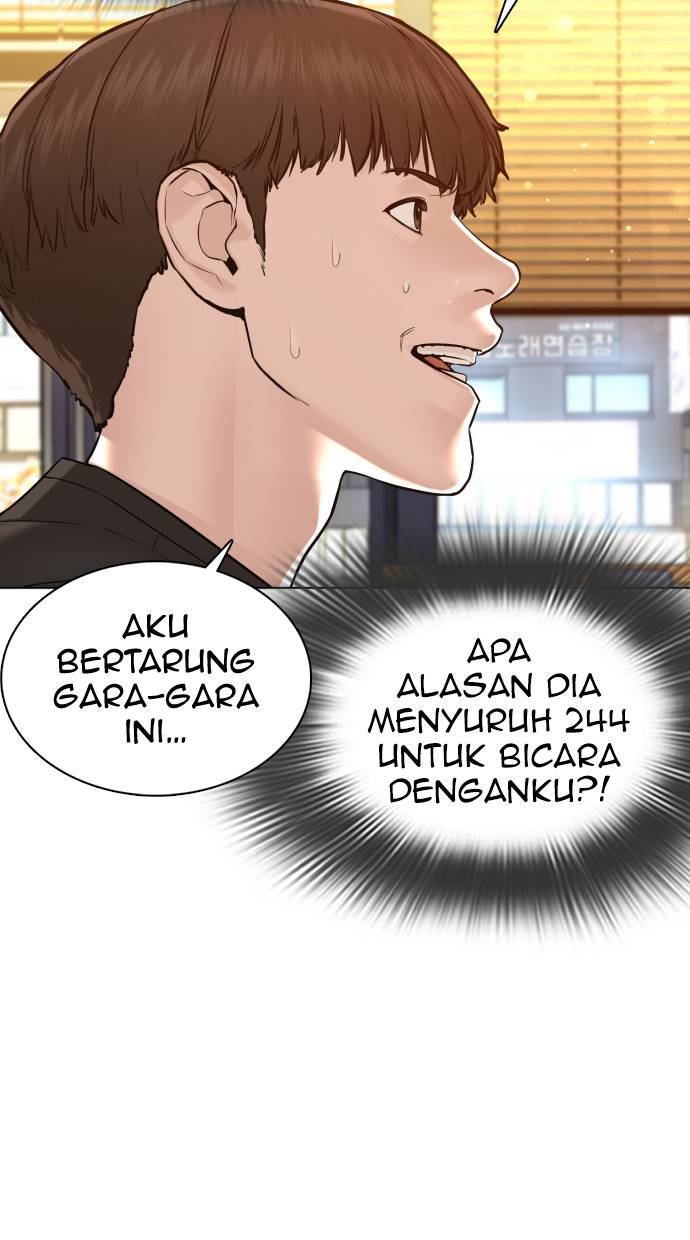 노래연습장
AKU
BERTARUNG
GARA-GARA
INI...
APA
ALASAN DIA
MENYURUH 244
UNTUK BICARA
DENGANKU?!